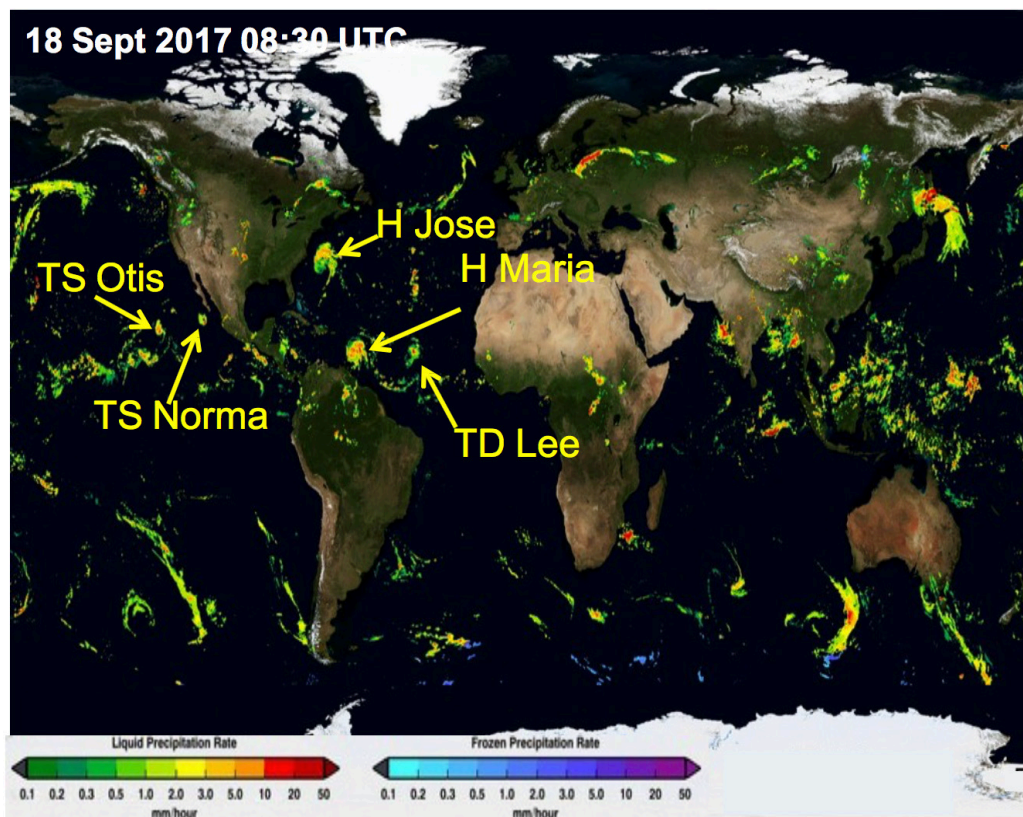 18 Sept 2017 08:30 UTC
H Jose
H Maria
TS Otis
TS Norma
TD Lee
Liquid Precipitation Rate
0.1 0.2 0.3 0.5 1.0 2.0 3.0 5.0 10 20 50
mm/hour
Frozen Precipitation Rate
0.1 0.2 0.3 0.5 1.0 2.0 3.0 5.0 10 20 50
mm/hour